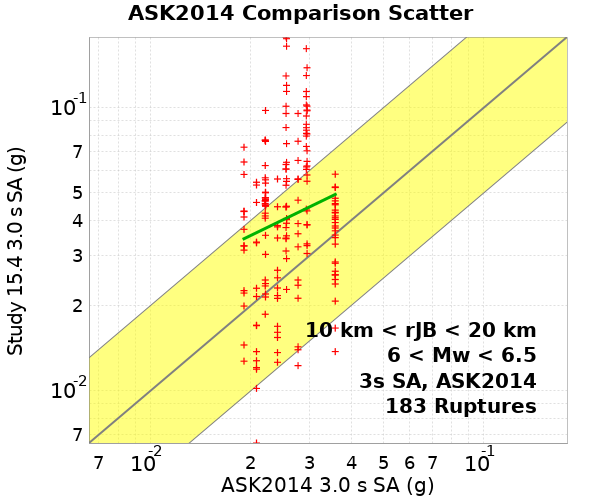 ASK2014 Comparison Scatter
Study 15.4 3.0 s SA (g)
10-1
7
5
4
3
2
10-2
7
10 km < rJB < 20 km
6 < Mw < 6.5
3s SA, ASK2014
183 Ruptures
7 10-2 2 3 4 5 6 7 10-1
ASK2014 3.0 s SA (g)